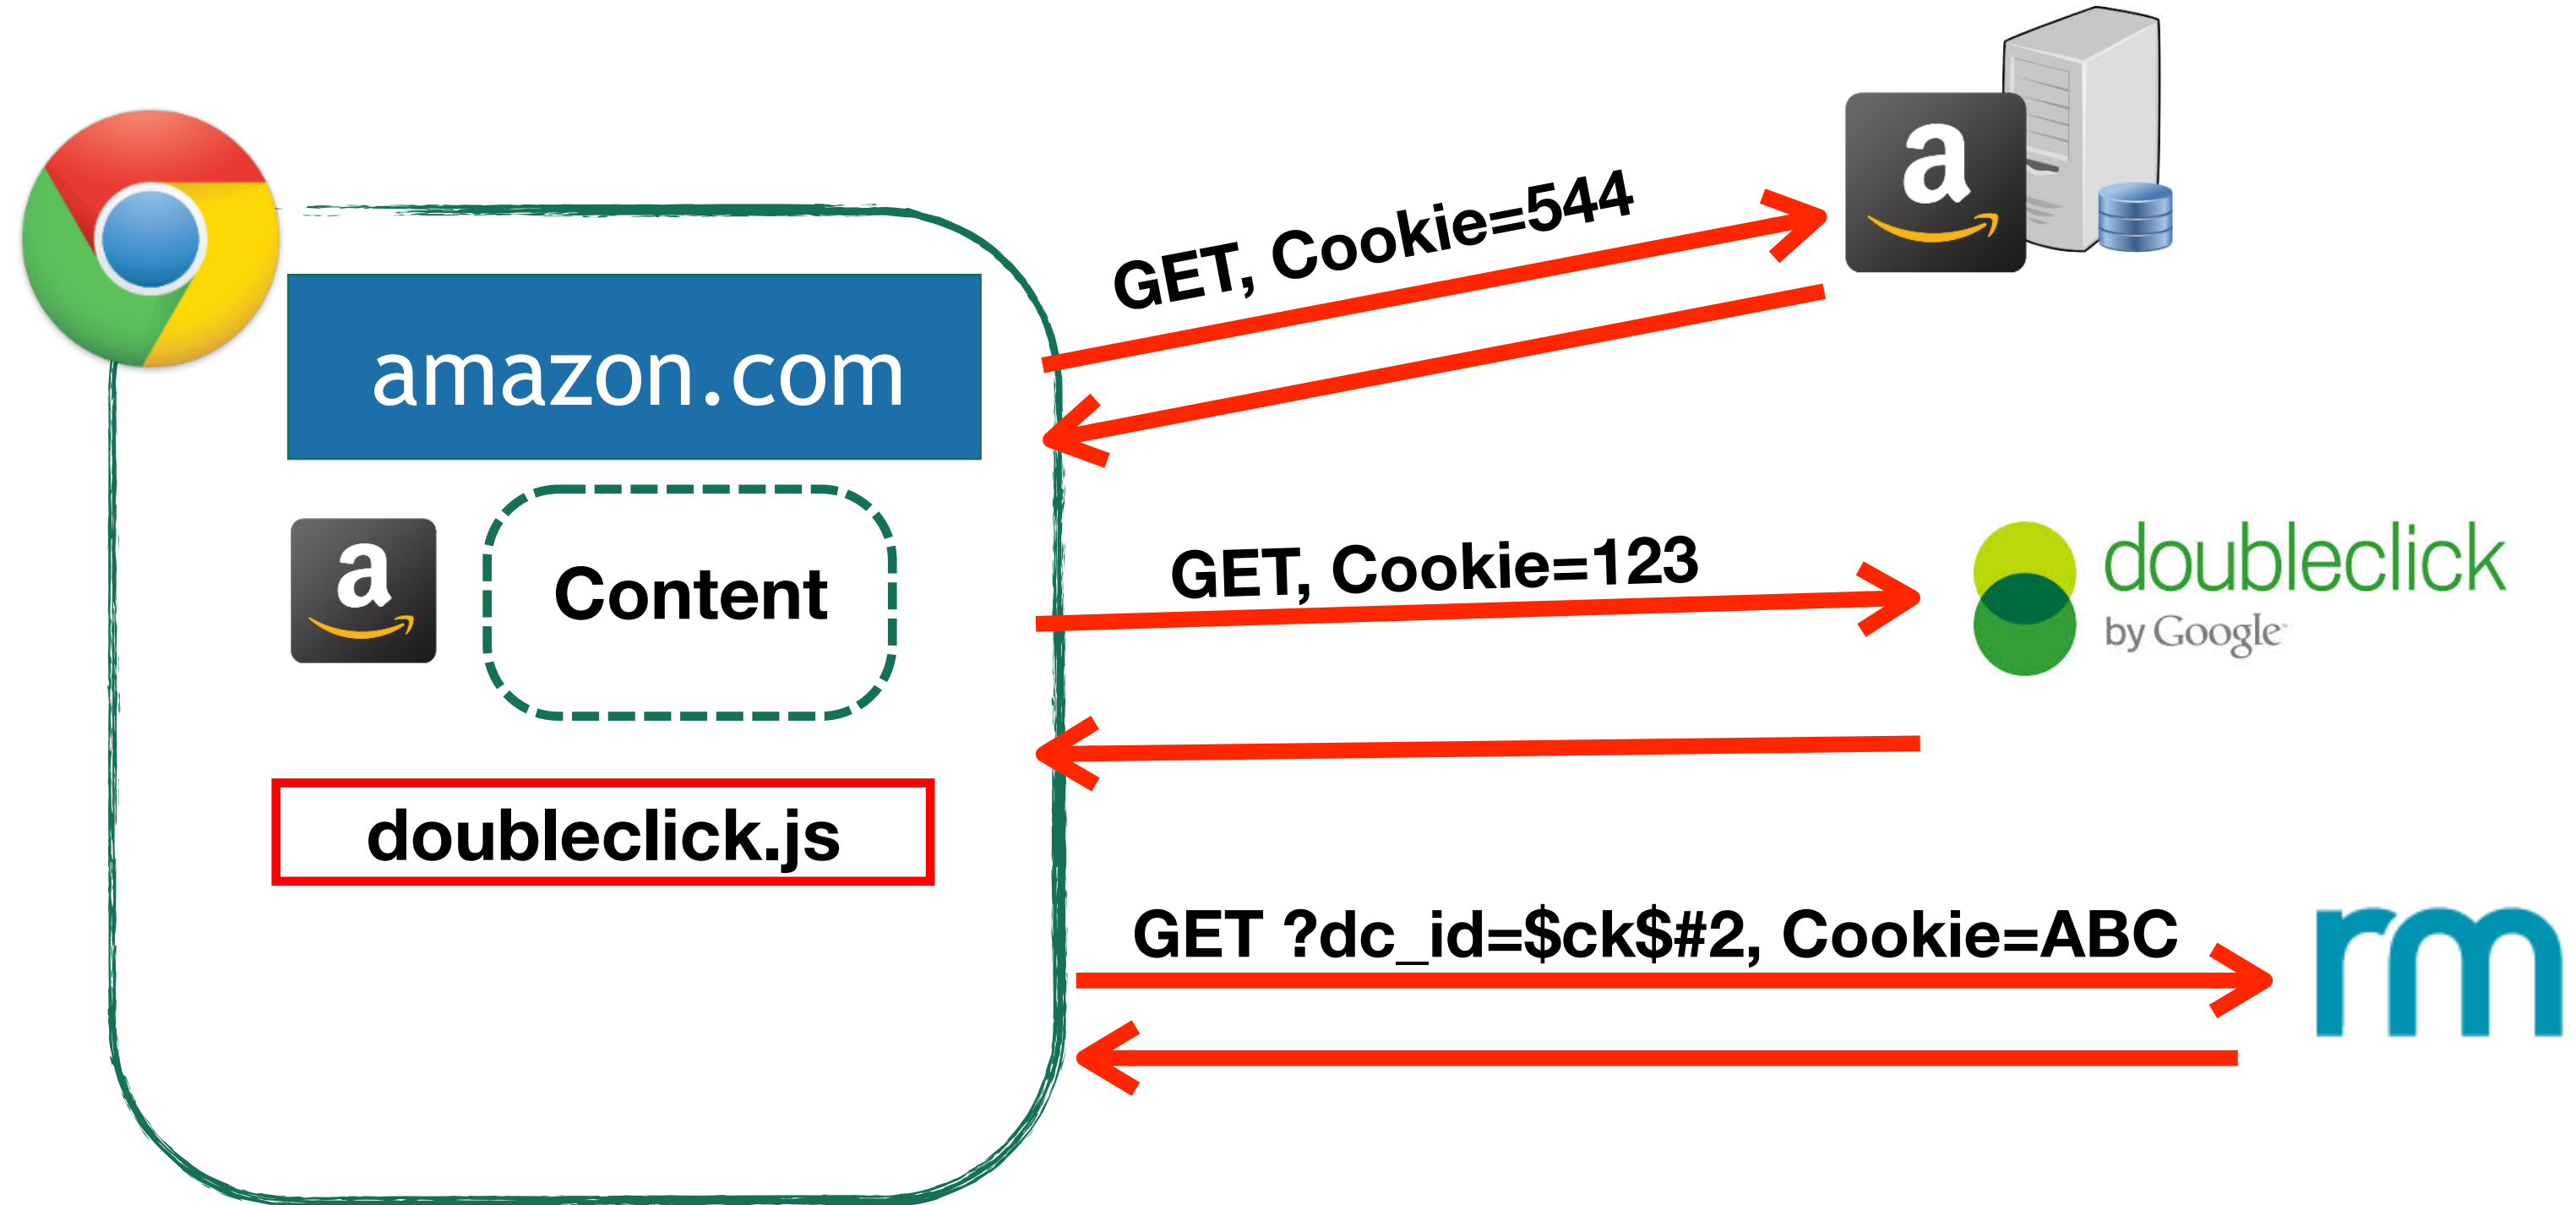 amazon.com
a
Content
doubleclick.js
GET, Cookie=544
a
GET, Cookie=123
doubleclick
by Google
GET ?dc_id=$ck$#2, Cookie=ABC
rm